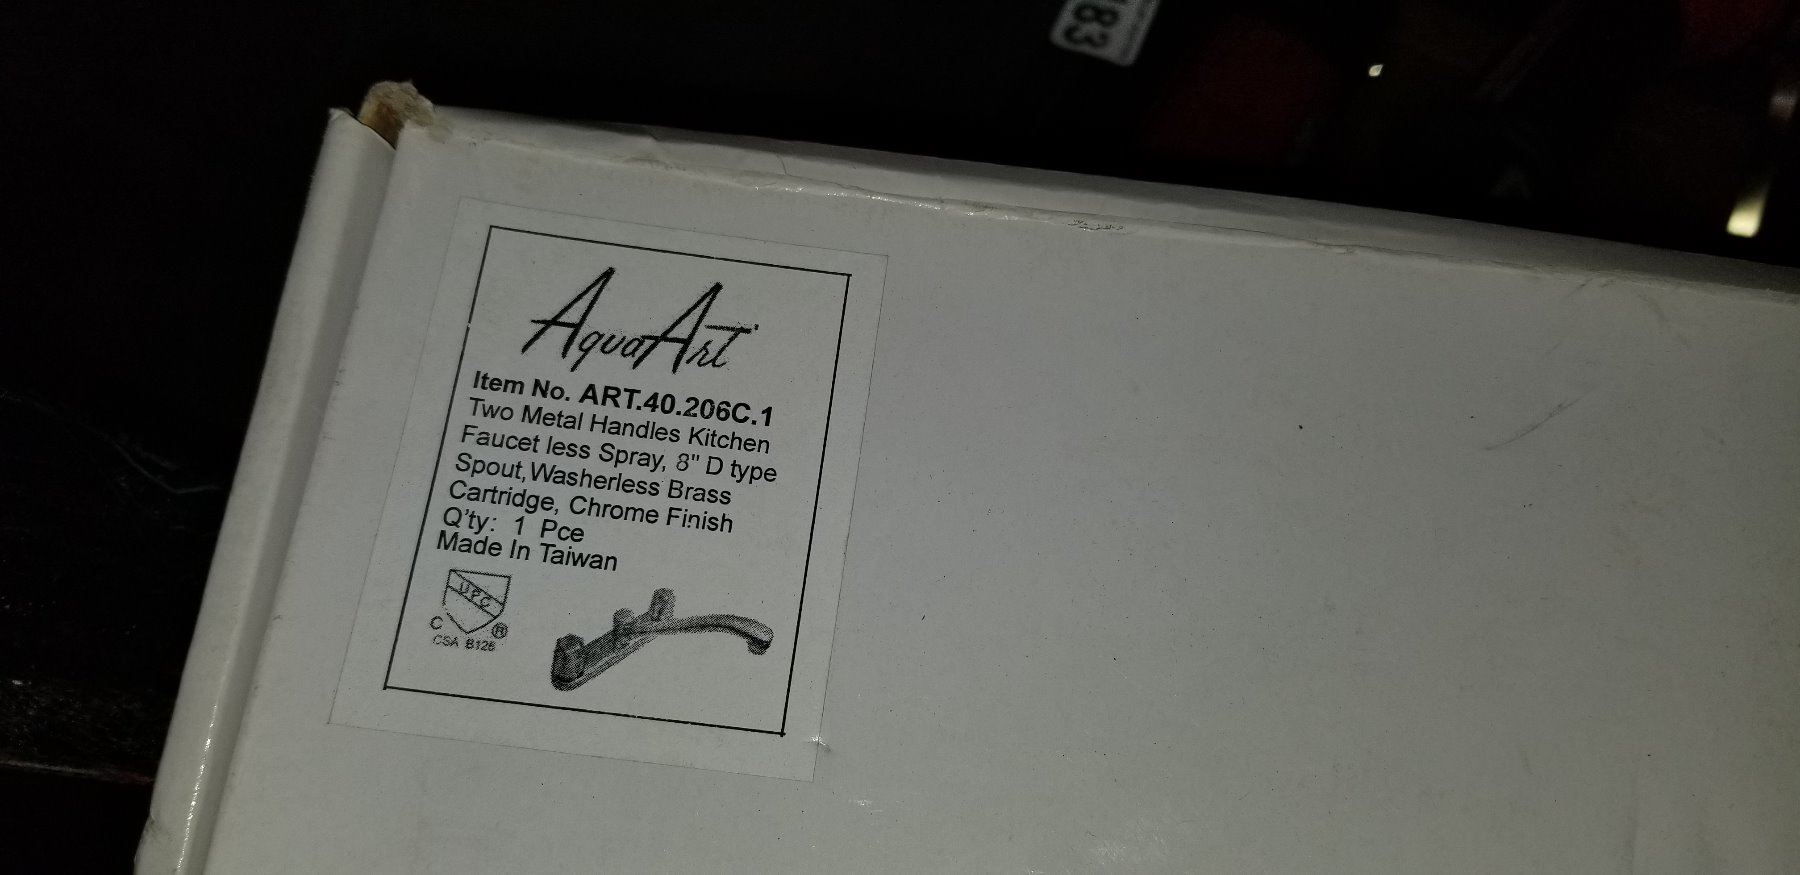 83
AquaArt
Item No. ART.40.206C.1
Two Metal Handles Kitchen
Faucet less Spray, 8" D type
Spout,Washerless Brass
Cartridge, Chrome Finish
Q'ty: 1 Pce
Made In Taiwan
UPC
C ®
CSA B125